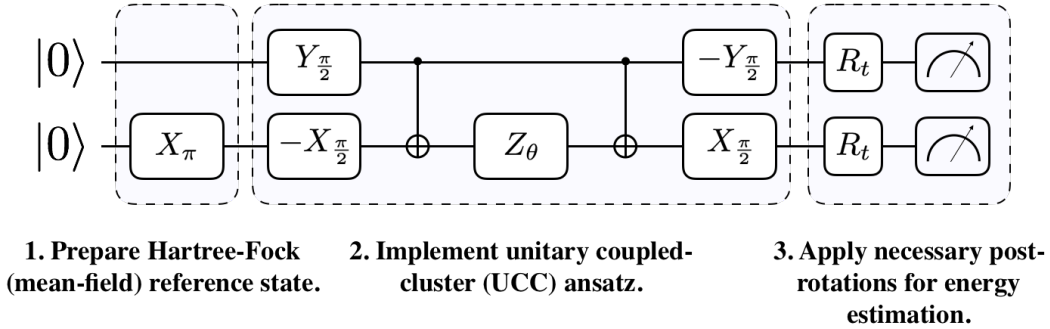 |0⟩ Y_{π/2} −Y_{π/2} R_t
|0⟩ X_π −X_{π/2} Z_θ X_{π/2} R_t
1. Prepare Hartree-Fock
(mean-field) reference state.
2. Implement unitary coupled-
cluster (UCC) ansatz.
3. Apply necessary post-
rotations for energy
estimation.